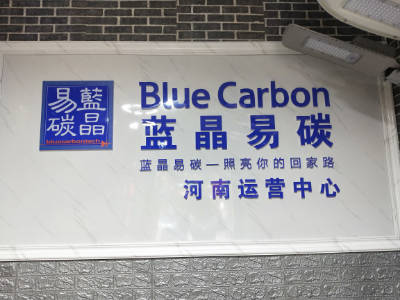 易藍
碳晶
bluecarbontech
Blue Carbon
蓝晶易碳
蓝晶易碳一照亮你的回家路
河南运营中心